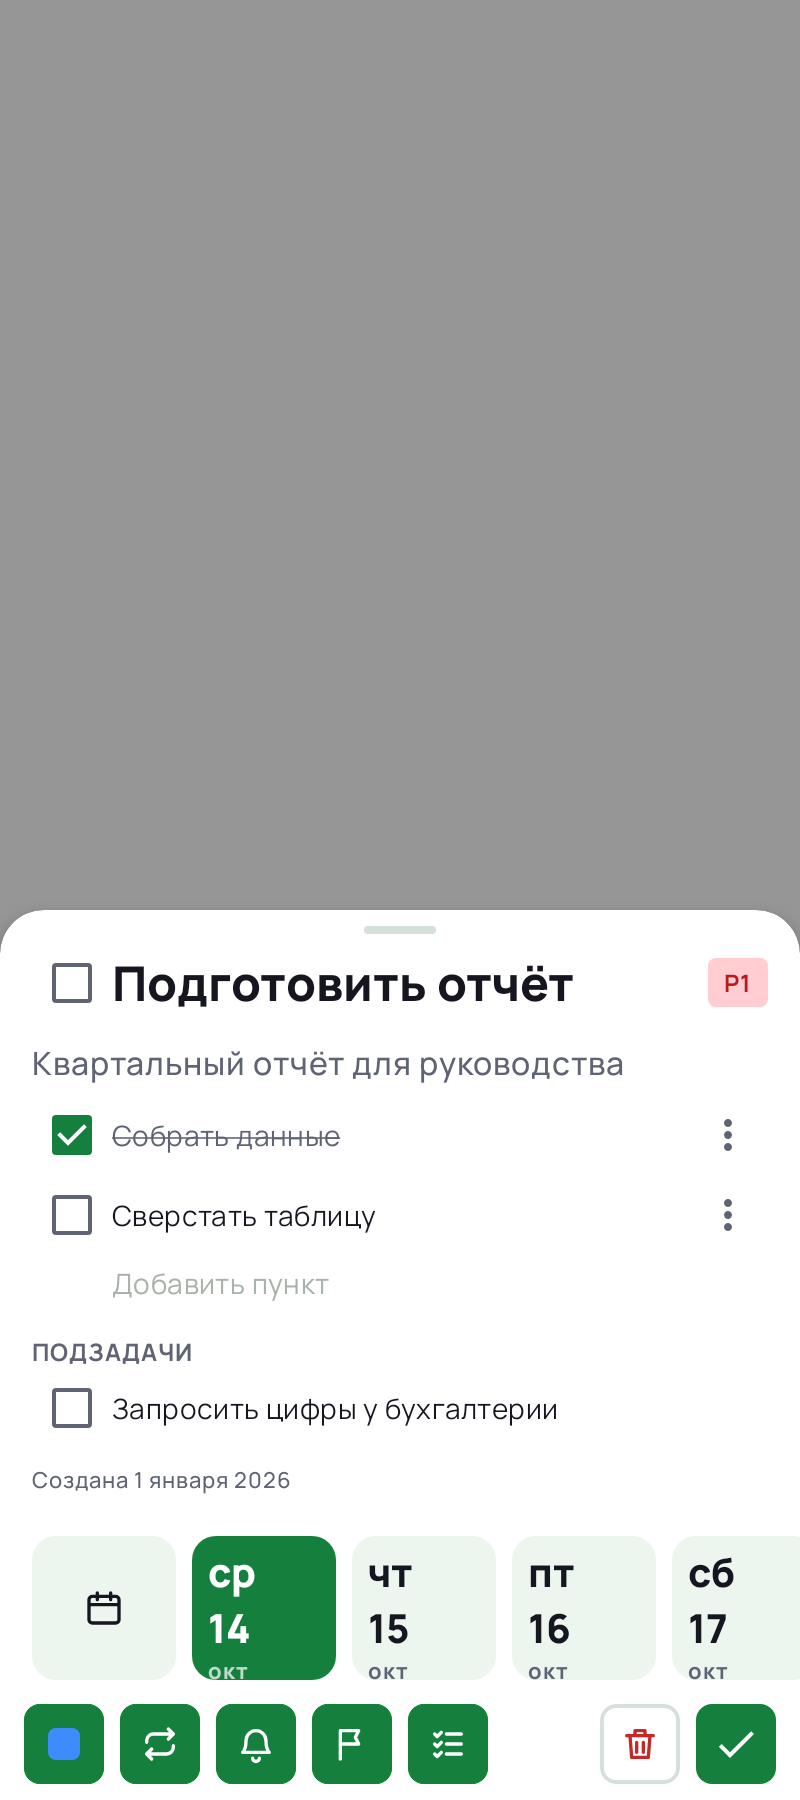 Подготовить отчёт
P1
Квартальный отчёт для руководства
Собрать данные
Сверстать таблицу
Добавить пункт
ПОДЗАДАЧИ
Запросить цифры у бухгалтерии
Создана 1 января 2026
ср
14
окт
чт
15
окт
пт
16
окт
сб
17
окт